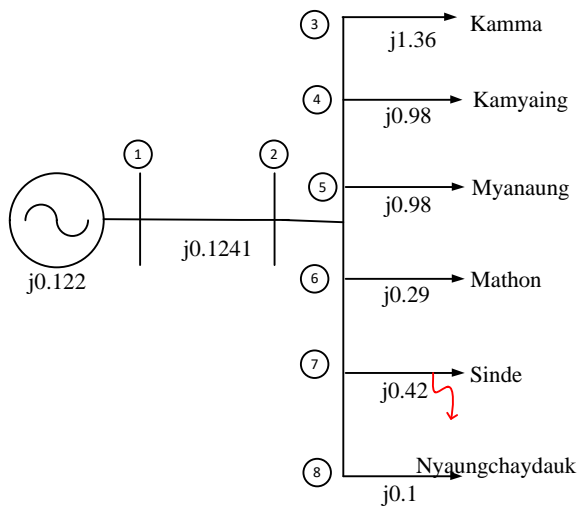 3
Kamma
j1.36
4
Kamyaing
j0.98
1
2
5
Myanaung
j0.98
j0.1241
j0.122
6
Mathon
j0.29
7
Sinde
j0.42
8
Nyaungchaydauk
j0.1